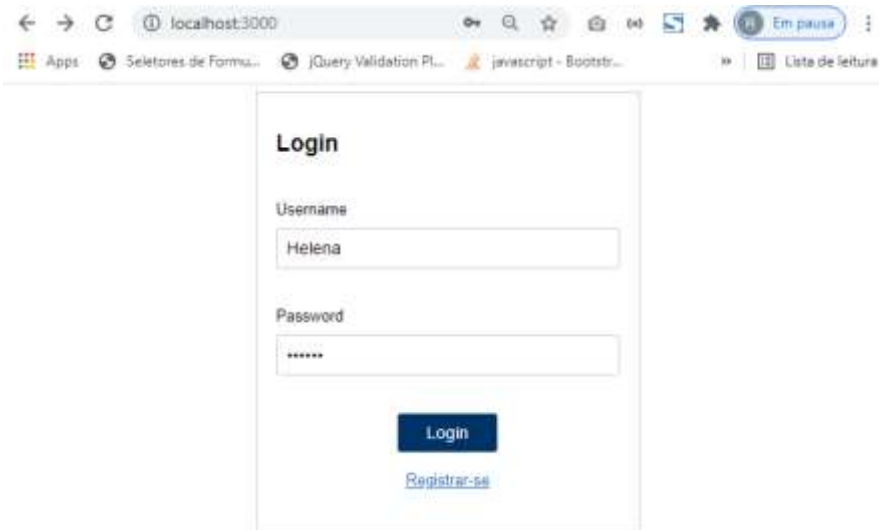 localhost:3000
Em pausa
Apps Seletores de Formu... jQuery Validation Pl... javascript - Bootstr... » Lista de leitura
Login
Username
Helena
Password
••••••
Login
Registrar-se